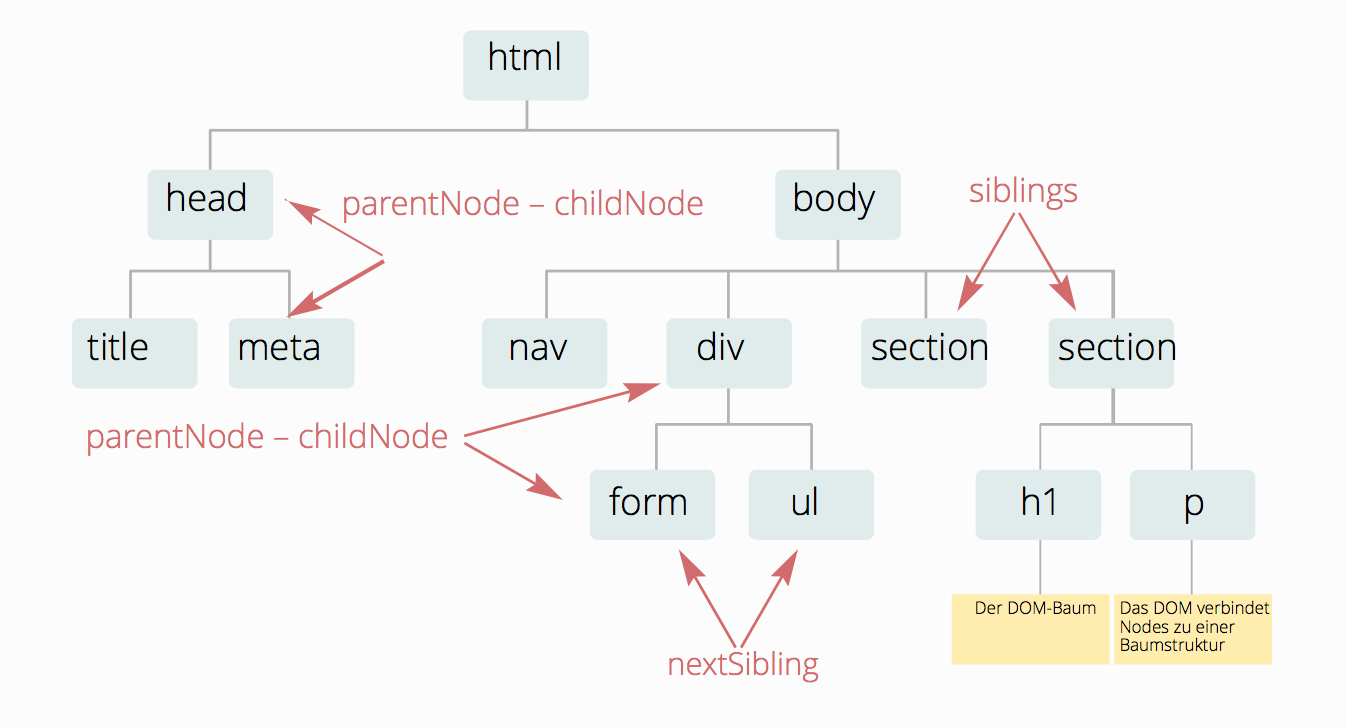 html
head
parentNode – childNode
body
siblings
title
meta
nav
div
section
section
parentNode – childNode
form
ul
h1
p
Der DOM-Baum
Das DOM verbindet
Nodes zu einer
Baumstruktur
nextSibling